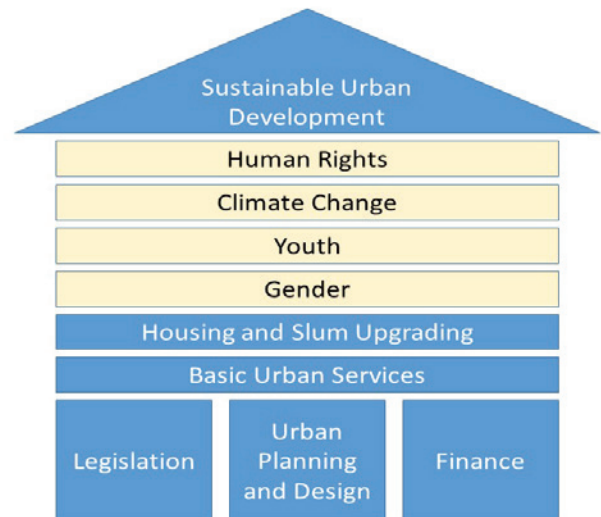 Sustainable Urban
Development
Human Rights
Climate Change
Youth
Gender
Housing and Slum Upgrading
Basic Urban Services
Legislation
Urban
Planning
and Design
Finance